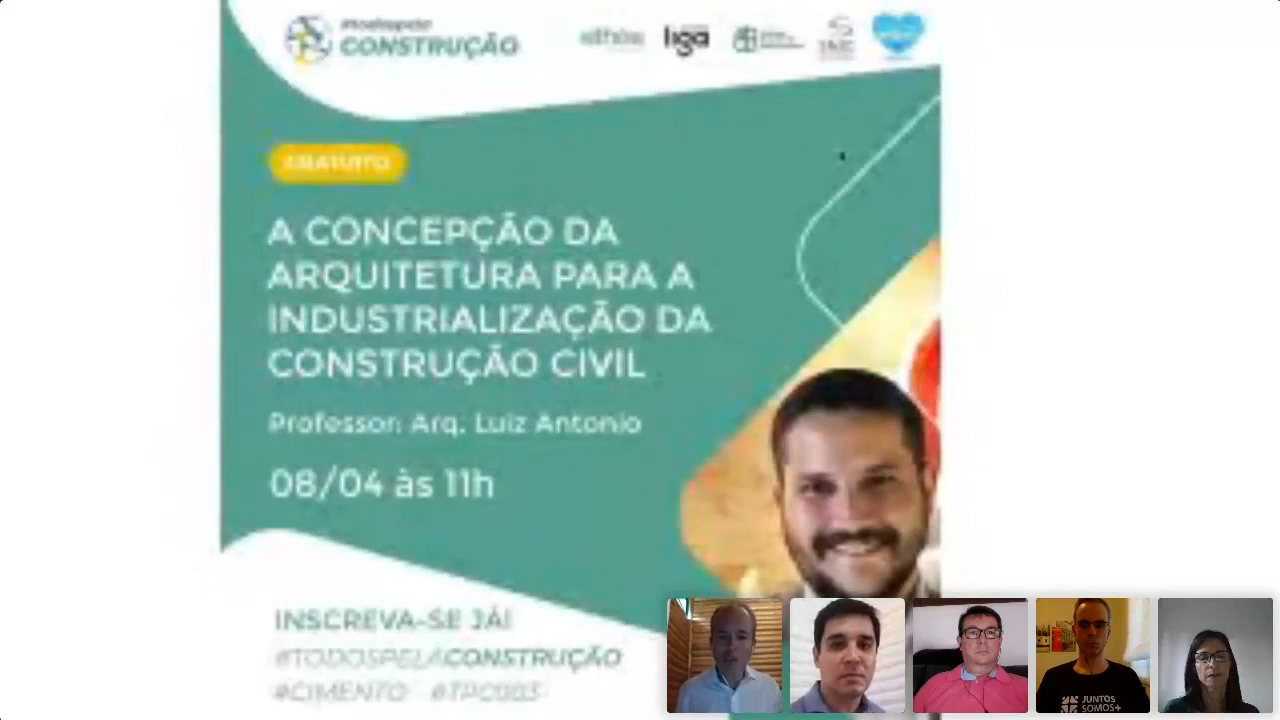 #todospela
CONSTRUÇÃO
liga
GRATUITO
A CONCEPÇÃO DA
ARQUITETURA PARA A
INDUSTRIALIZAÇÃO DA
CONSTRUÇÃO CIVIL
Professor: Arq. Luiz Antonio
08/04 às 11h
INSCREVA-SE JÁ!
#TODOSPELACONSTRUÇÃO
#CIMENTO #TPC003
JUNTOS
SOMOS+